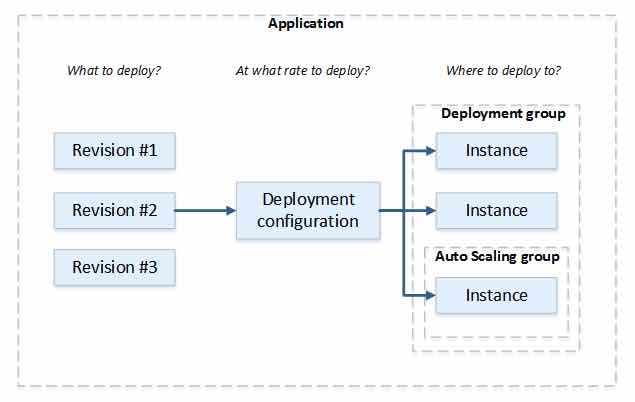 Application
What to deploy?
At what rate to deploy?
Where to deploy to?
Deployment group
Revision #1
Instance
Revision #2
Deployment
configuration
Instance
Auto Scaling group
Revision #3
Instance